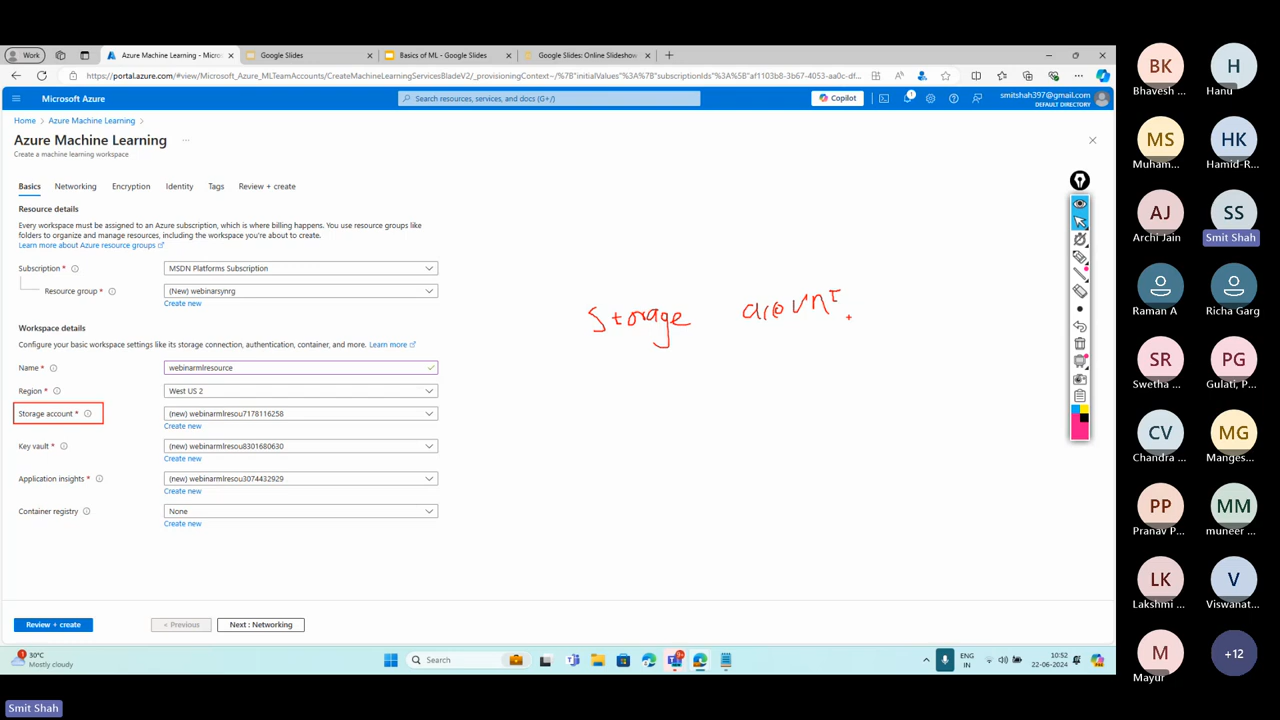 Work
Azure Machine Learning - Micro
Google Slides
Basics of ML - Google Slides
Google Slides: Online Slideshow
https://portal.azure.com/#view/Microsoft_Azure_MLTeamAccounts/CreateMachineLearningServicesBladeV2/_provisioningContext~/%7B"initialValues"%3A%7B"subscriptionIds"%3A%5B"af1103b8-3b67-4053-aa0c-df...
Microsoft Azure
Search resources, services, and docs (G+/)
Copilot
1
smitshah397@gmail.com
DEFAULT DIRECTORY
Home > Azure Machine Learning >
Azure Machine Learning ...
Create a machine learning workspace
Basics Networking Encryption Identity Tags Review + create
Resource details
Every workspace must be assigned to an Azure subscription, which is where billing happens. You use resource groups like
folders to organize and manage resources, including the workspace you're about to create.
Learn more about Azure resource groups
Subscription * MSDN Platforms Subscription
Resource group * (New) webinarsynrg
Create new
Workspace details
Configure your basic workspace settings like its storage connection, authentication, container, and more. Learn more
Name * webinarmlresource
Region * West US 2
Storage account * (new) webinarmlresou7178116258
Create new
Key vault * (new) webinarmlresou8301680630
Create new
Application insights * (new) webinarmlresou3074432929
Create new
Container registry None
Create new
Storage account
Review + create
< Previous
Next : Networking
1
30°C
Mostly cloudy
Search
ENG
IN
10:52
22-06-2024
BK
Bhavesh ...
H
Hanu
MS
Muham...
HK
Hamid-R...
AJ
Archi Jain
SS
Smit Shah
Raman A
Richa Garg
SR
Swetha ...
PG
Gulati, P...
CV
Chandra ...
MG
Manges...
PP
Pranav P...
MM
muneer ...
LK
Lakshmi ...
V
Viswanat...
M
Mayur
+12
Smit Shah